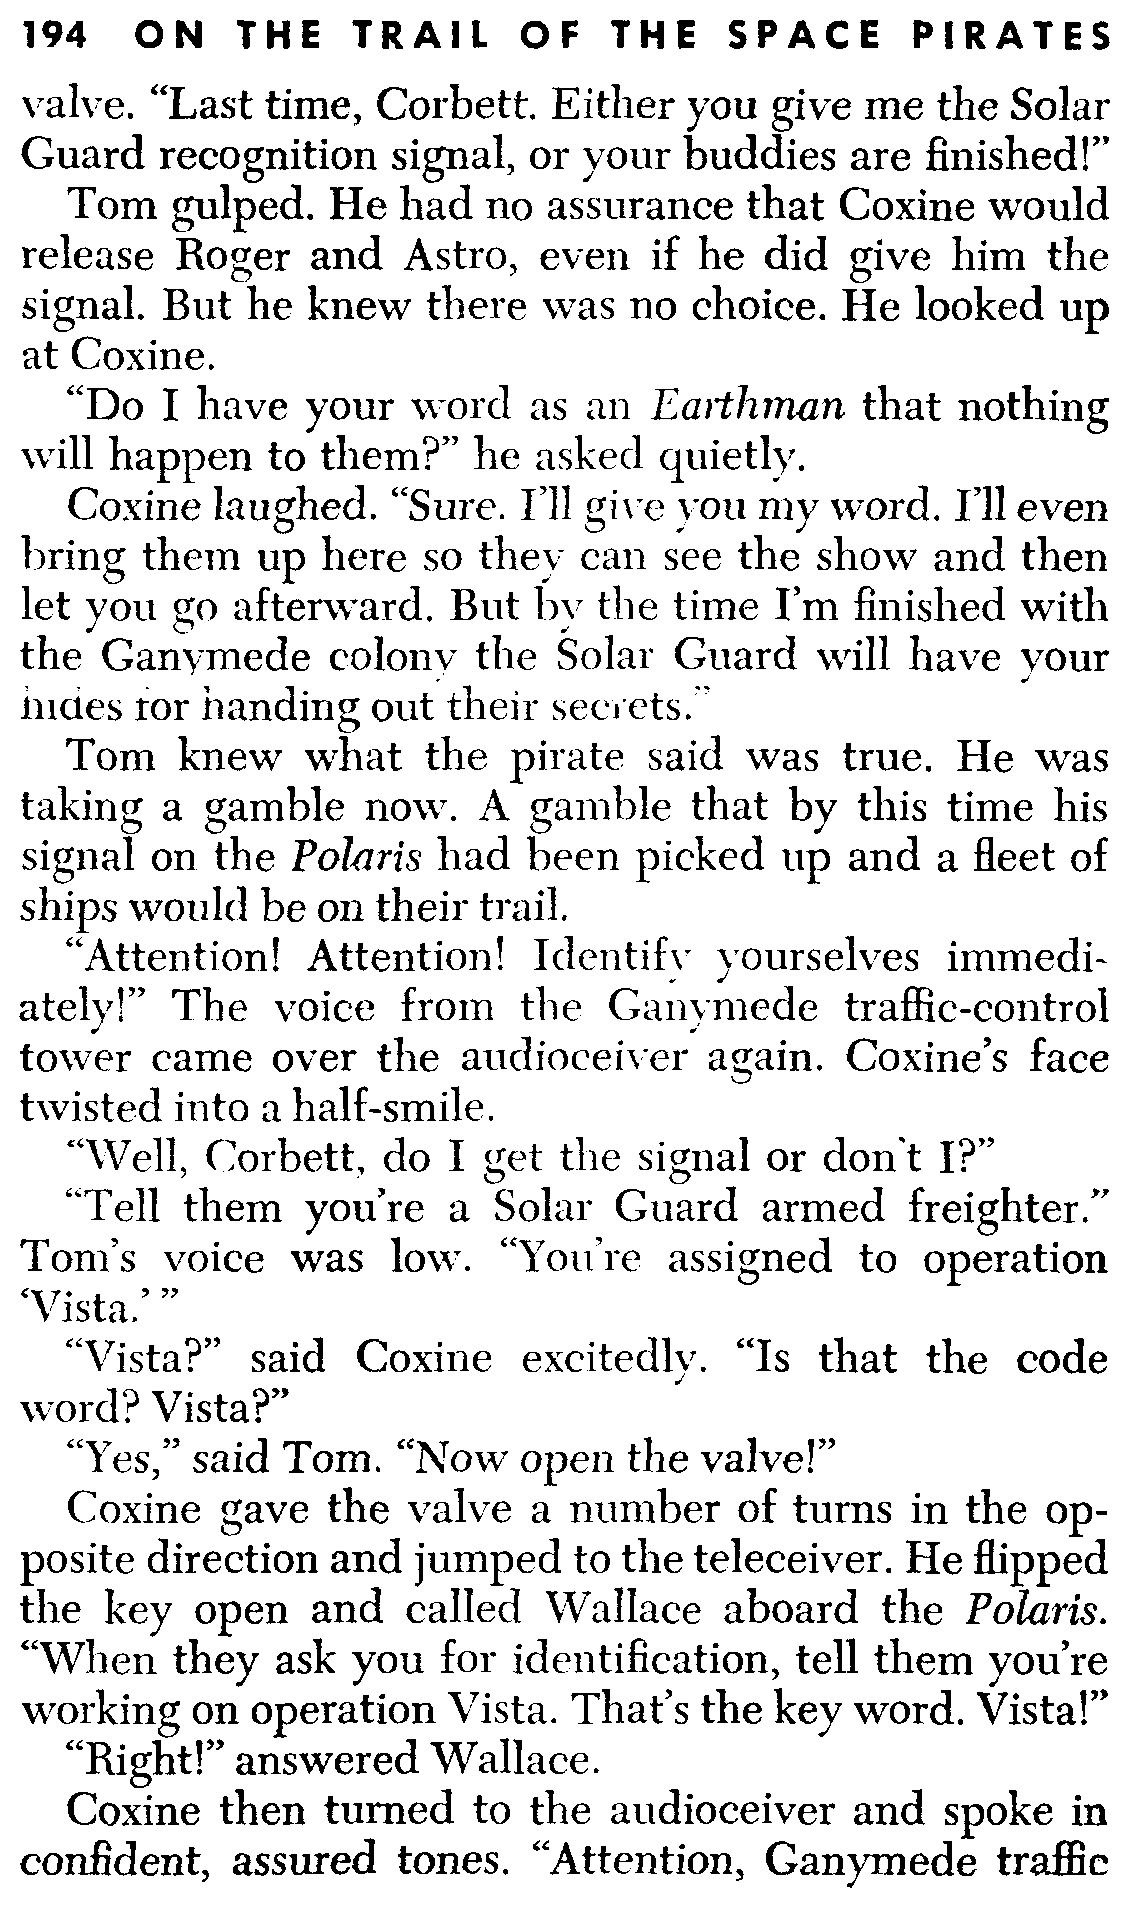 194 ON THE TRAIL OF THE SPACE PIRATES
valve. “Last time, Corbett. Either you give me the Solar
Guard recognition signal, or your buddies are finished!”
Tom gulped. He had no assurance that Coxine would
release Roger and Astro, even if he did give him the
signal. But he knew there was no choice. He looked up
at Coxine.
“Do I have your word as an Earthman that nothing
will happen to them?” he asked quietly.
Coxine laughed. “Sure. I’ll give you my word. I’ll even
bring them up here so they can see the show and then
let you go afterward. But by the time I’m finished with
the Ganymede colony the Solar Guard will have your
hides for handing out their secrets.”
Tom knew what the pirate said was true. He was
taking a gamble now. A gamble that by this time his
signal on the Polaris had been picked up and a fleet of
ships would be on their trail.
“Attention! Attention! Identify yourselves immedi-
ately!” The voice from the Ganymede traffic-control
tower came over the audioceiver again. Coxine’s face
twisted into a half-smile.
“Well, Corbett, do I get the signal or don’t I?”
“Tell them you’re a Solar Guard armed freighter.”
Tom’s voice was low. “You’re assigned to operation
‘Vista.’ ”
“Vista?” said Coxine excitedly. “Is that the code
word? Vista?”
“Yes,” said Tom. “Now open the valve!”
Coxine gave the valve a number of turns in the op-
posite direction and jumped to the teleceiver. He flipped
the key open and called Wallace aboard the Polaris.
“When they ask you for identification, tell them you’re
working on operation Vista. That’s the key word. Vista!”
“Right!” answered Wallace.
Coxine then turned to the audioceiver and spoke in
confident, assured tones. “Attention, Ganymede traffic